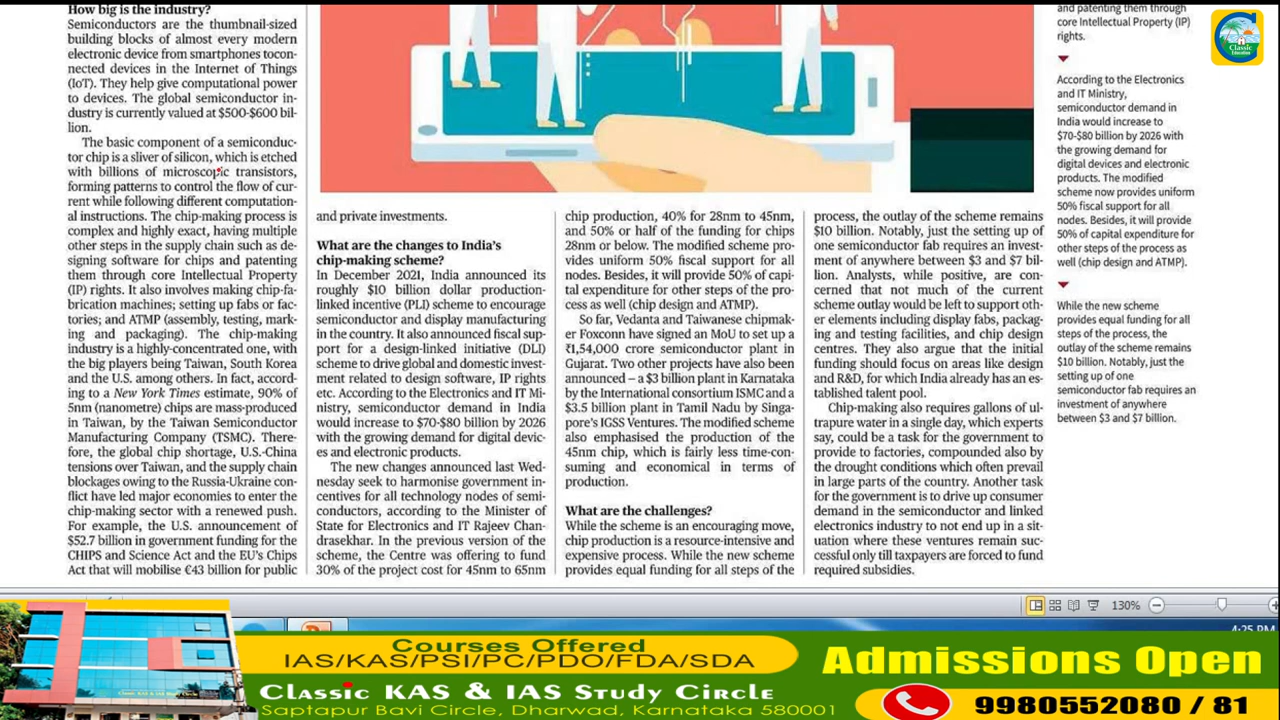 How big is the industry?
Semiconductors are the thumbnail-sized
building blocks of almost every modern
electronic device from smartphones tocon-
nected devices in the Internet of Things
(IoT). They help give computational power
to devices. The global semiconductor in-
dustry is currently valued at $500-$600 bil-
lion.
The basic component of a semiconduc-
tor chip is a sliver of silicon, which is etched
with billions of microscopic transistors,
forming patterns to control the flow of cur-
rent while following different computation-
al instructions. The chip-making process is
complex and highly exact, having multiple
other steps in the supply chain such as de-
signing software for chips and patenting
them through core Intellectual Property
(IP) rights. It also involves making chip-fa-
brication machines; setting up fabs or fac-
tories; and ATMP (assembly, testing, mark-
ing and packaging). The chip-making
industry is a highly-concentrated one, with
the big players being Taiwan, South Korea
and the U.S. among others. In fact, accord-
ing to a New York Times estimate, 90% of
5nm (nanometre) chips are mass-produced
in Taiwan, by the Taiwan Semiconductor
Manufacturing Company (TSMC). There-
fore, the global chip shortage, U.S.-China
tensions over Taiwan, and the supply chain
blockages owing to the Russia-Ukraine con-
flict have led major economies to enter the
chip-making sector with a renewed push.
For example, the U.S. announcement of
$52.7 billion in government funding for the
CHIPS and Science Act and the EU's Chips
Act that will mobilise €43 billion for public
and private investments.
What are the changes to India's
chip-making scheme?
In December 2021, India announced its
roughly $10 billion dollar production-
linked incentive (PLI) scheme to encourage
semiconductor and display manufacturing
in the country. It also announced fiscal sup-
port for a design-linked initiative (DLI)
scheme to drive global and domestic invest-
ment related to design software, IP rights
etc. According to the Electronics and IT Mi-
nistry, semiconductor demand in India
would increase to $70-$80 billion by 2026
with the growing demand for digital devic-
es and electronic products.
The new changes announced last Wed-
nesday seek to harmonise government in-
centives for all technology nodes of semi-
conductors, according to the Minister of
State for Electronics and IT Rajeev Chan-
drasekhar. In the previous version of the
scheme, the Centre was offering to fund
30% of the project cost for 45nm to 65nm
chip production, 40% for 28nm to 45nm,
and 50% or half of the funding for chips
28nm or below. The modified scheme pro-
vides uniform 50% fiscal support for all
nodes. Besides, it will provide 50% of capi-
tal expenditure for other steps of the pro-
cess as well (chip design and ATMP).
So far, Vedanta and Taiwanese chipmak-
er Foxconn have signed an MoU to set up a
₹1,54,000 crore semiconductor plant in
Gujarat. Two other projects have also been
announced – a $3 billion plant in Karnataka
by the International consortium ISMC and a
$3.5 billion plant in Tamil Nadu by Singa-
pore's IGSS Ventures. The modified scheme
also emphasised the production of the
45nm chip, which is fairly less time-con-
suming and economical in terms of
production.
What are the challenges?
While the scheme is an encouraging move,
chip production is a resource-intensive and
expensive process. While the new scheme
provides equal funding for all steps of the
process, the outlay of the scheme remains
$10 billion. Notably, just the setting up of
one semiconductor fab requires an invest-
ment of anywhere between $3 and $7 bil-
lion. Analysts, while positive, are con-
cerned that not much of the current
scheme outlay would be left to support oth-
er elements including display fabs, packag-
ing and testing facilities, and chip design
centres. They also argue that the initial
funding should focus on areas like design
and R&D, for which India already has an es-
tablished talent pool.
Chip-making also requires gallons of ul-
trapure water in a single day, which experts
say, could be a task for the government to
provide to factories, compounded also by
the drought conditions which often prevail
in large parts of the country. Another task
for the government is to drive up consumer
demand in the semiconductor and linked
electronics industry to not end up in a sit-
uation where these ventures remain suc-
cessful only till taxpayers are forced to fund
required subsidies.
and patenting them through
core Intellectual Property (IP)
rights.
According to the Electronics
and IT Ministry,
semiconductor demand in
India would increase to
$70-$80 billion by 2026 with
the growing demand for
digital devices and electronic
products. The modified
scheme now provides uniform
50% fiscal support for all
nodes. Besides, it will provide
50% of capital expenditure for
other steps of the process as
well (chip design and ATMP).
While the new scheme
provides equal funding for all
steps of the process, the
outlay of the scheme remains
$10 billion. Notably, just the
setting up of one
semiconductor fab requires an
investment of anywhere
between $3 and $7 billion.
Classic
Education
130%
4:25 PM
Courses Offered
IAS/KAS/PSI/PC/PDO/FDA/SDA
Classic KAS & IAS Study Circle
Saptapur Bavi Circle, Dharwad, Karnataka 580001
Admissions Open
9980552080 / 81